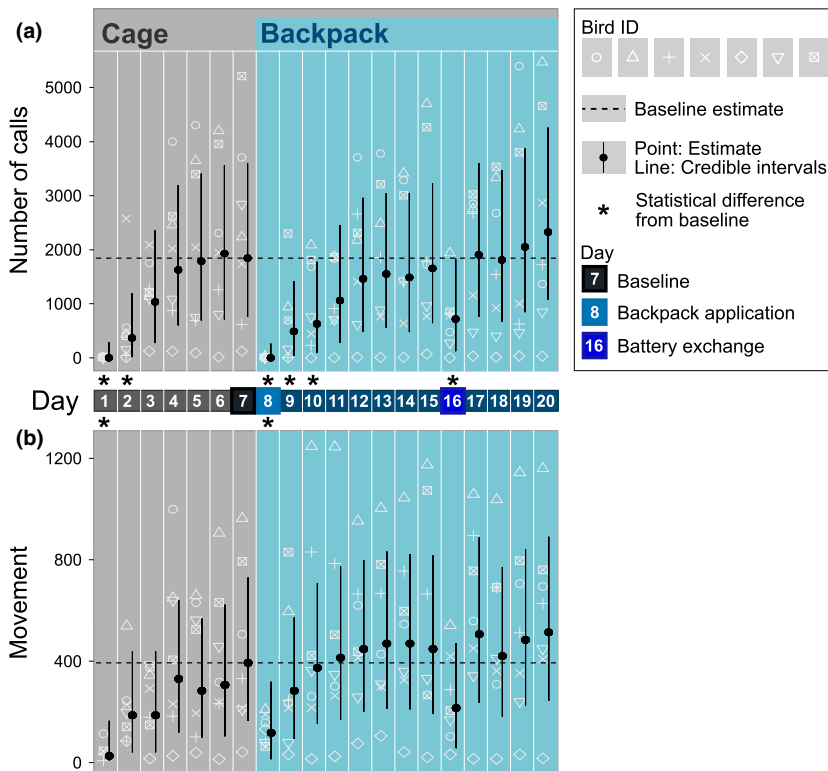 (a)
Cage
Backpack
Number of calls
5000
4000
3000
2000
1000
0
* * * * * *
Day 1 2 3 4 5 6 7 8 9 10 11 12 13 14 15 16 17 18 19 20
* *
(b)
Movement
1200
800
400
0
Bird ID
Baseline estimate
Point: Estimate
Line: Credible intervals
* Statistical difference
from baseline
Day
7 Baseline
8 Backpack application
16 Battery exchange